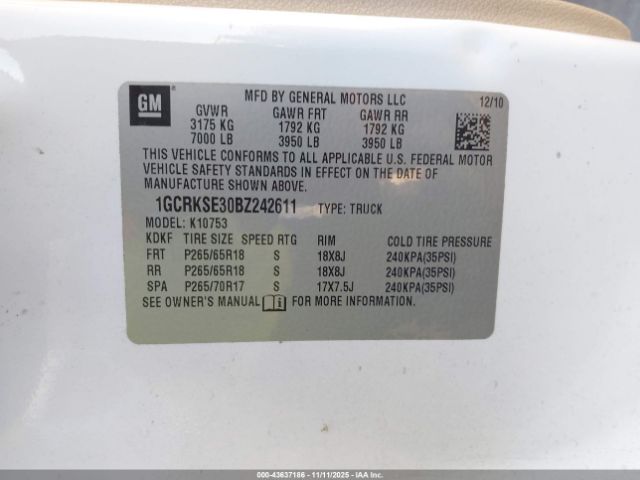 GM
MFD BY GENERAL MOTORS LLC 12/10
GVWR GAWR FRT GAWR RR
3175 KG 1792 KG 1792 KG
7000 LB 3950 LB 3950 LB
THIS VEHICLE CONFORMS TO ALL APPLICABLE U.S. FEDERAL MOTOR
VEHICLE SAFETY STANDARDS IN EFFECT ON THE DATE OF
MANUFACTURE SHOWN ABOVE.
1GCRKSE30BZ242611 TYPE: TRUCK
MODEL: K10753
KDKF TIRE SIZE SPEED RTG RIM COLD TIRE PRESSURE
FRT P265/65R18 S 18X8J 240KPA(35PSI)
RR P265/65R18 S 18X8J 240KPA(35PSI)
SPA P265/70R17 S 17X7.5J 240KPA(35PSI)
SEE OWNER'S MANUAL FOR MORE INFORMATION.
000-43637186 - 11/11/2025 - IAAI.com